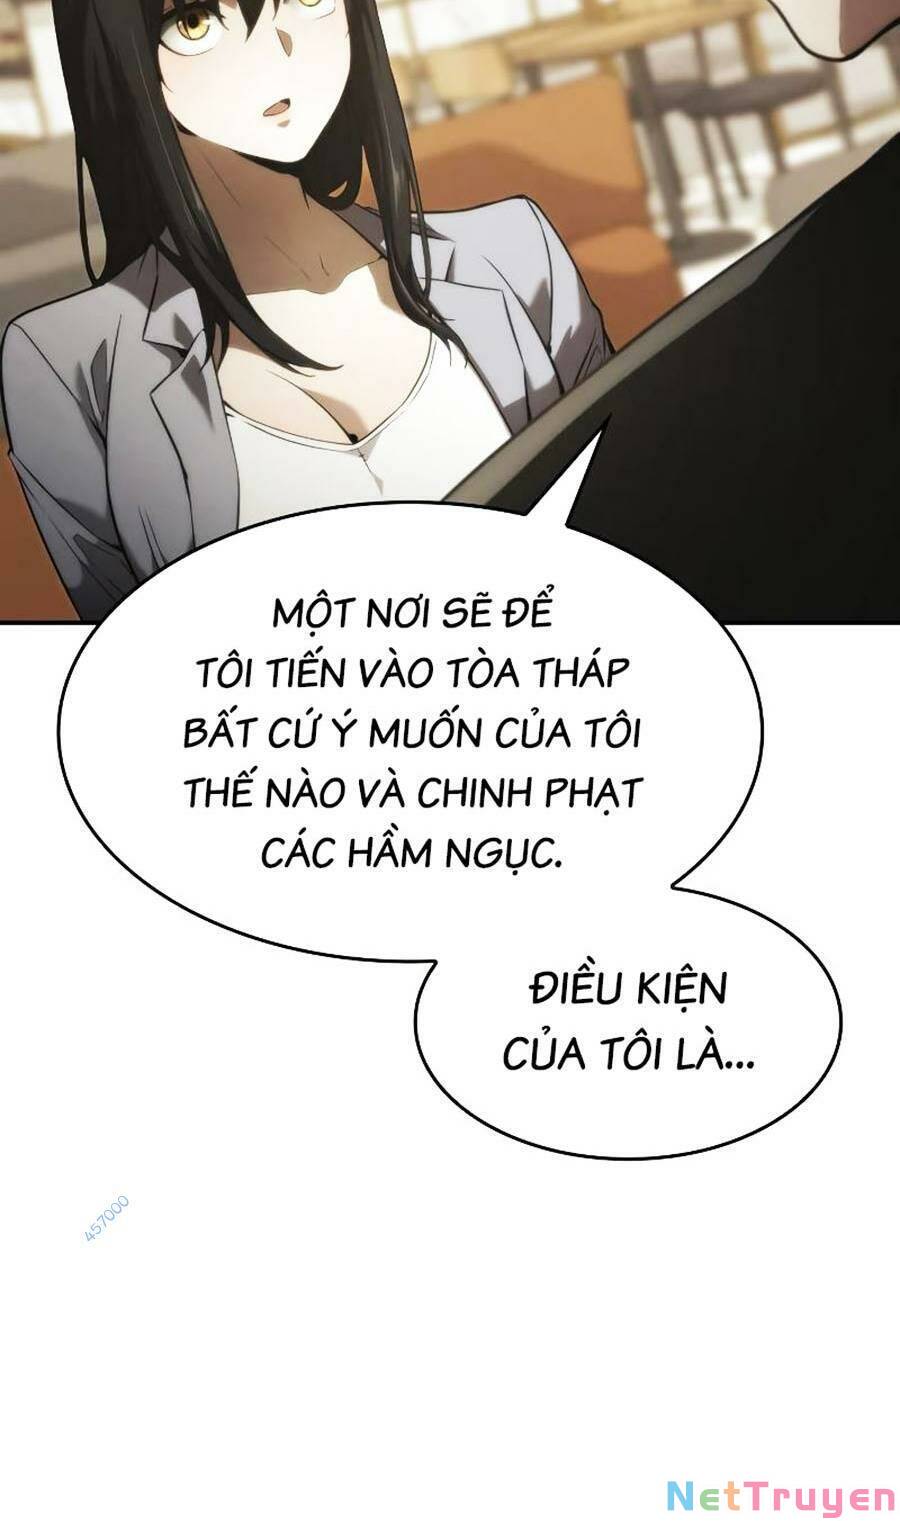 MỘT NƠI SẼ ĐỂ
TÔI TIẾN VÀO TÒA THÁP
BẤT CỨ Ý MUỐN CỦA TÔI
THẾ NÀO VÀ CHINH PHẠT
CÁC HẦM NGỤC.
ĐIỀU KIỆN
CỦA TÔI LÀ...
457000
NetTruyen